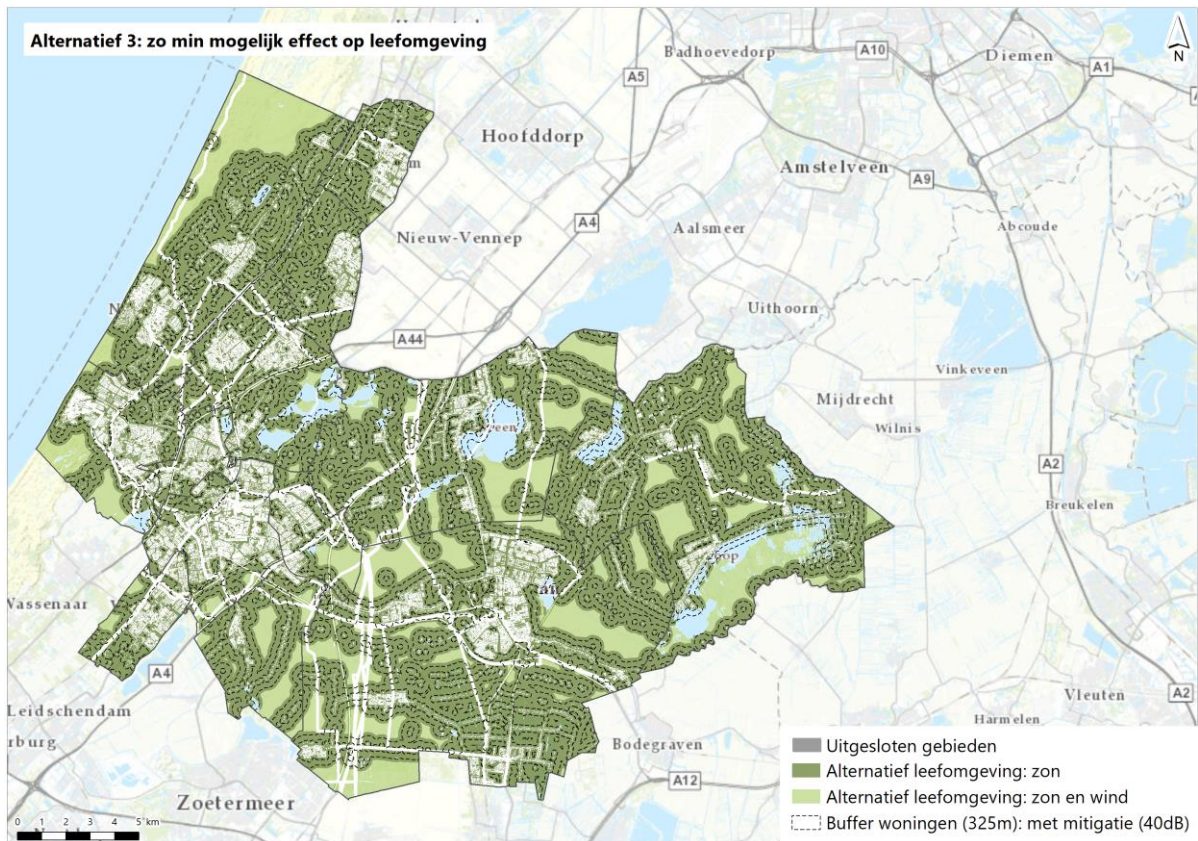 Alternatief 3: zo min mogelijk effect op leefomgeving
N
Badhoevedorp
A10
Diemen
A1
A5
Hoofddorp
Amstelveen
A9
A4
Aalsmeer
Abcoude
Nieuw-Vennep
Uithoorn
A44
Vinkeveen
Mijdrecht
Wilnis
A2
Breukelen
Wassenaar
A4
Leidschendam
Vleuten
A2
Harmelen
Bodegraven
A12
Zoetermeer
0 1 2 3 4 5 km
Uitgesloten gebieden
Alternatief leefomgeving: zon
Alternatief leefomgeving: zon en wind
Buffer woningen (325m): met mitigatie (40dB)